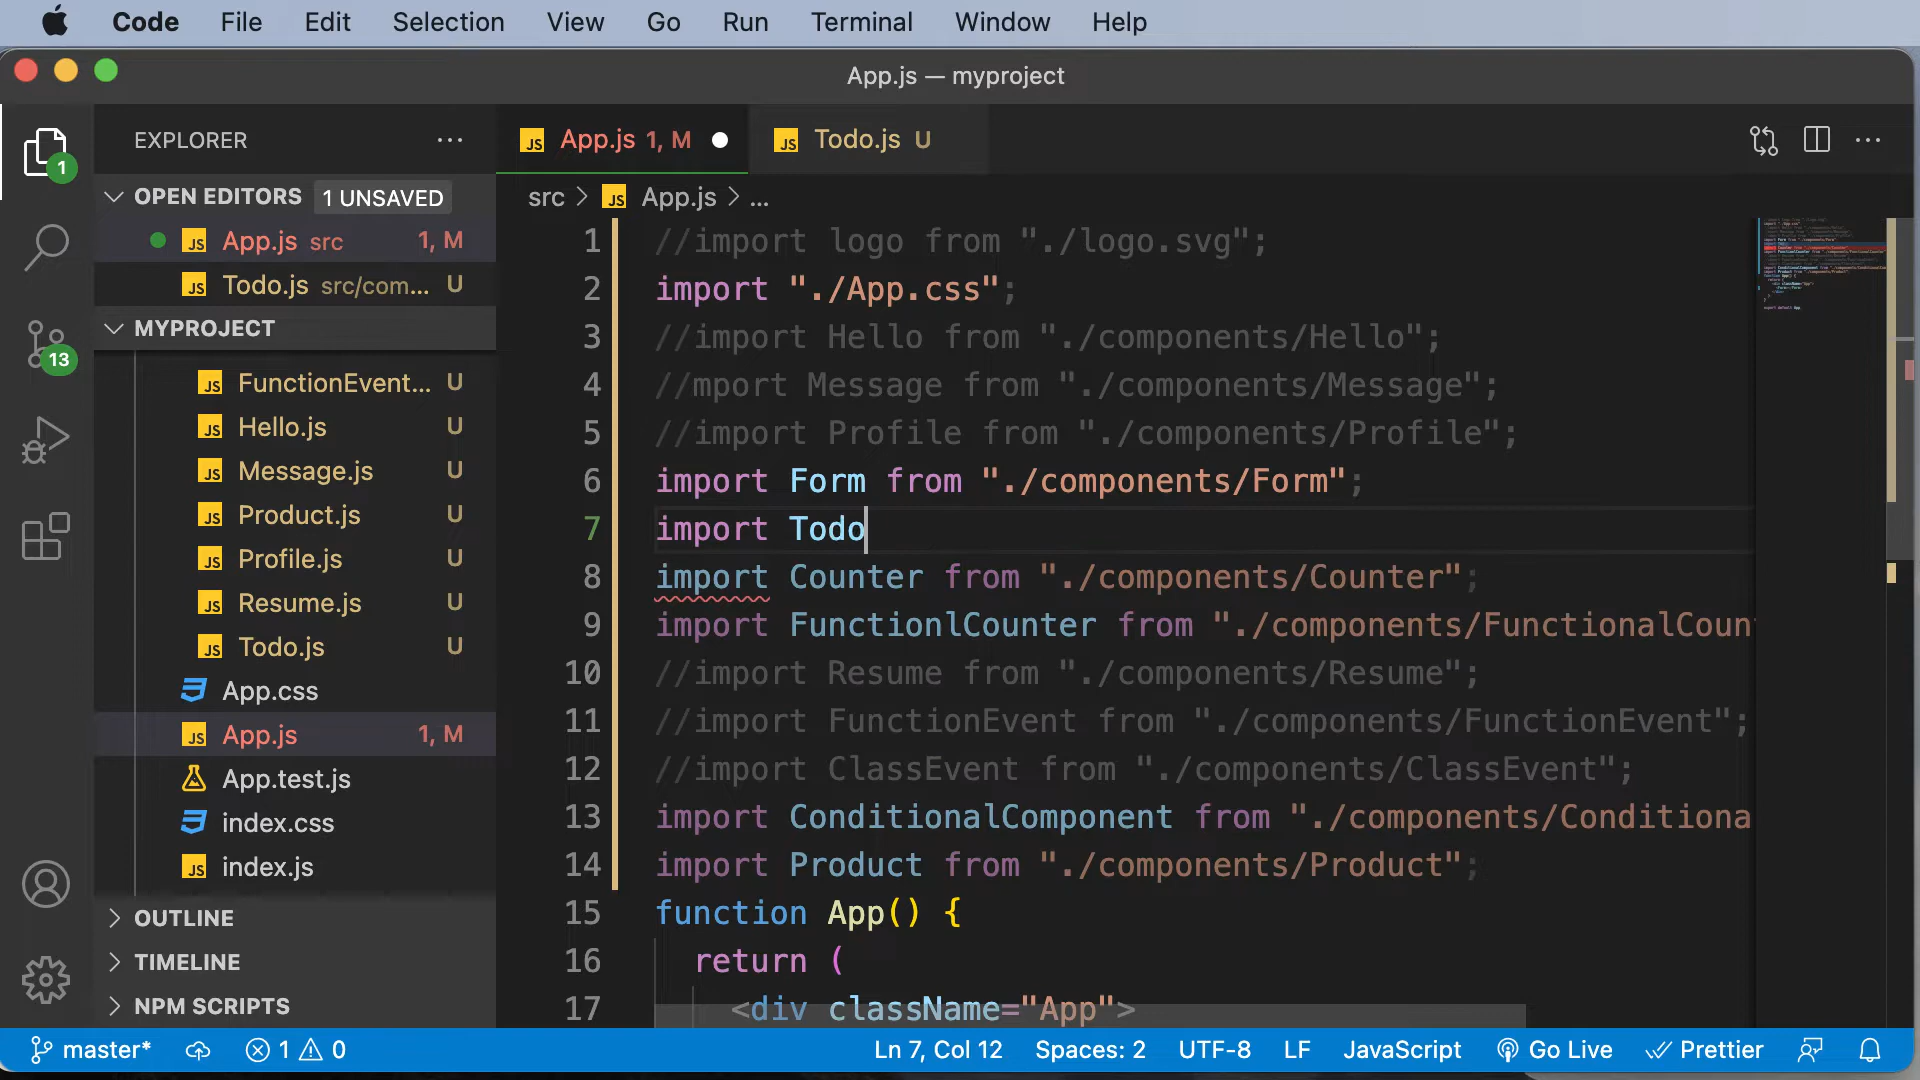 Code File Edit Selection View Go Run Terminal Window Help
App.js — myproject
EXPLORER
OPEN EDITORS 1 UNSAVED
App.js src 1, M
Todo.js src/com... U
MYPROJECT
FunctionEvent... U
Hello.js U
Message.js U
Product.js U
Profile.js U
Resume.js U
Todo.js U
App.css
App.js 1, M
App.test.js
index.css
index.js
OUTLINE
TIMELINE
NPM SCRIPTS
1
13
App.js 1, M
Todo.js U
src > App.js > ...
1 //import logo from "./logo.svg";
2 import "./App.css";
3 //import Hello from "./components/Hello";
4 //mport Message from "./components/Message";
5 //import Profile from "./components/Profile";
6 import Form from "./components/Form";
7 import Todo
8 import Counter from "./components/Counter";
9 import FunctionlCounter from "./components/FunctionalCoun
10 //import Resume from "./components/Resume";
11 //import FunctionEvent from "./components/FunctionEvent";
12 //import ClassEvent from "./components/ClassEvent";
13 import ConditionalComponent from "./components/Conditiona
14 import Product from "./components/Product";
15 function App() {
16 return (
17 <div className="App">
master* 1 0 Ln 7, Col 12 Spaces: 2 UTF-8 LF JavaScript Go Live Prettier